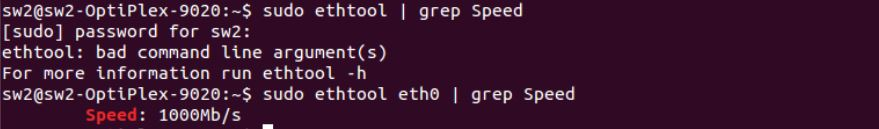 sw2@sw2-OptiPlex-9020:~$ sudo ethtool | grep Speed
[sudo] password for sw2:
ethtool: bad command line argument(s)
For more information run ethtool -h
sw2@sw2-OptiPlex-9020:~$ sudo ethtool eth0 | grep Speed
        Speed: 1000Mb/s